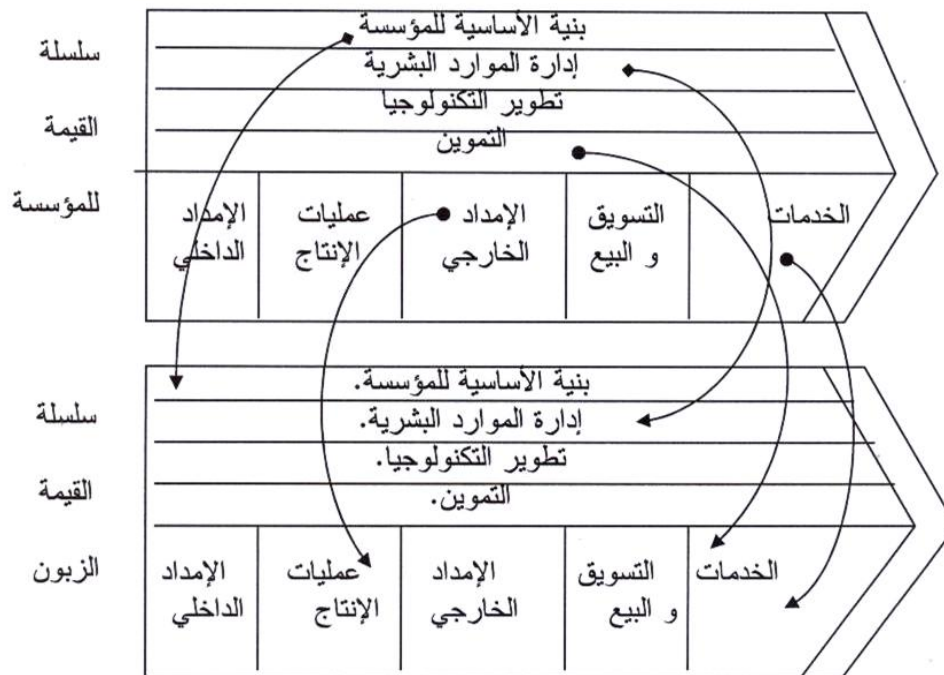 بنية الأساسية للمؤسسة
سلسلة
إدارة الموارد البشرية
تطوير التكنولوجيا
القيمة
التموين
للمؤسسة
الخدمات
التسويق
و البيع
الإمداد
الخارجي
عمليات
الإنتاج
الإمداد
الداخلي
بنية الأساسية للمؤسسة.
سلسلة
إدارة الموارد البشرية.
تطوير التكنولوجيا.
القيمة
التموين.
الزبون
الخدمات
التسويق
و البيع
الإمداد
الخارجي
عمليات
الإنتاج
الإمداد
الداخلي